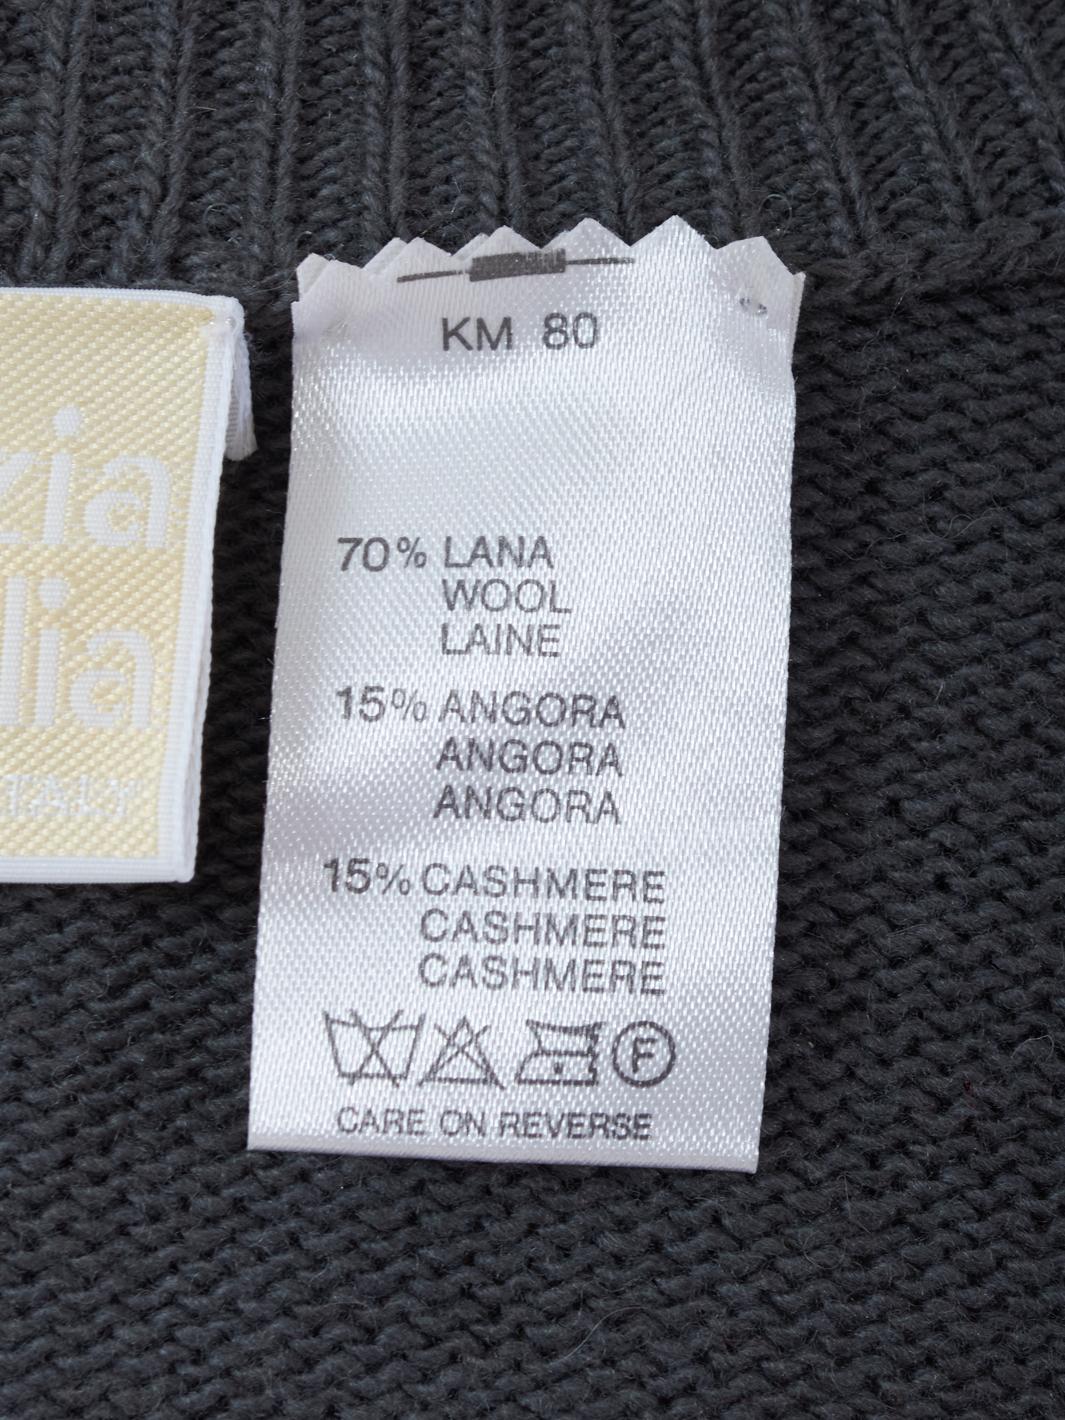 KM 80
70% LANA
WOOL
LAINE
15% ANGORA
ANGORA
ANGORA
15% CASHMERE
CASHMERE
CASHMERE
F
CARE ON REVERSE
zia
lia
ITALY